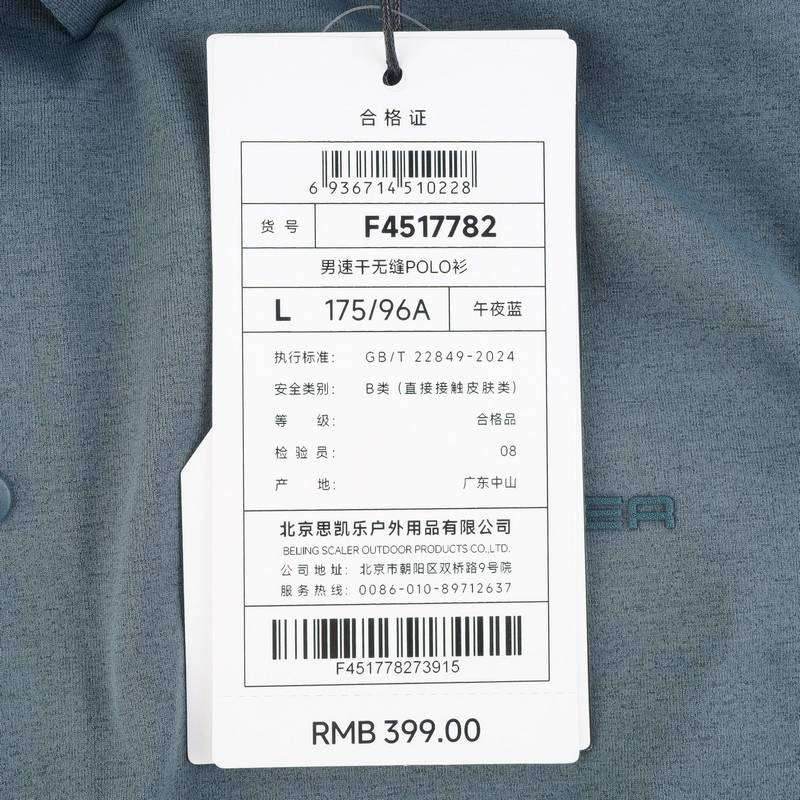 合格证
6 936714 510228
货号 F4517782
男速干无缝POLO衫
L 175/96A 午夜蓝
执行标准: GB/T 22849-2024
安全类别: B类 (直接接触皮肤类)
等级: 合格品
检验员: 08
产地: 广东中山
北京思凯乐户外用品有限公司
BEIJING SCALER OUTDOOR PRODUCTS CO.,LTD.
公司地址: 北京市朝阳区双桥路9号院
服务热线: 0086-010-89712637
F451778273915
RMB 399.00
ER